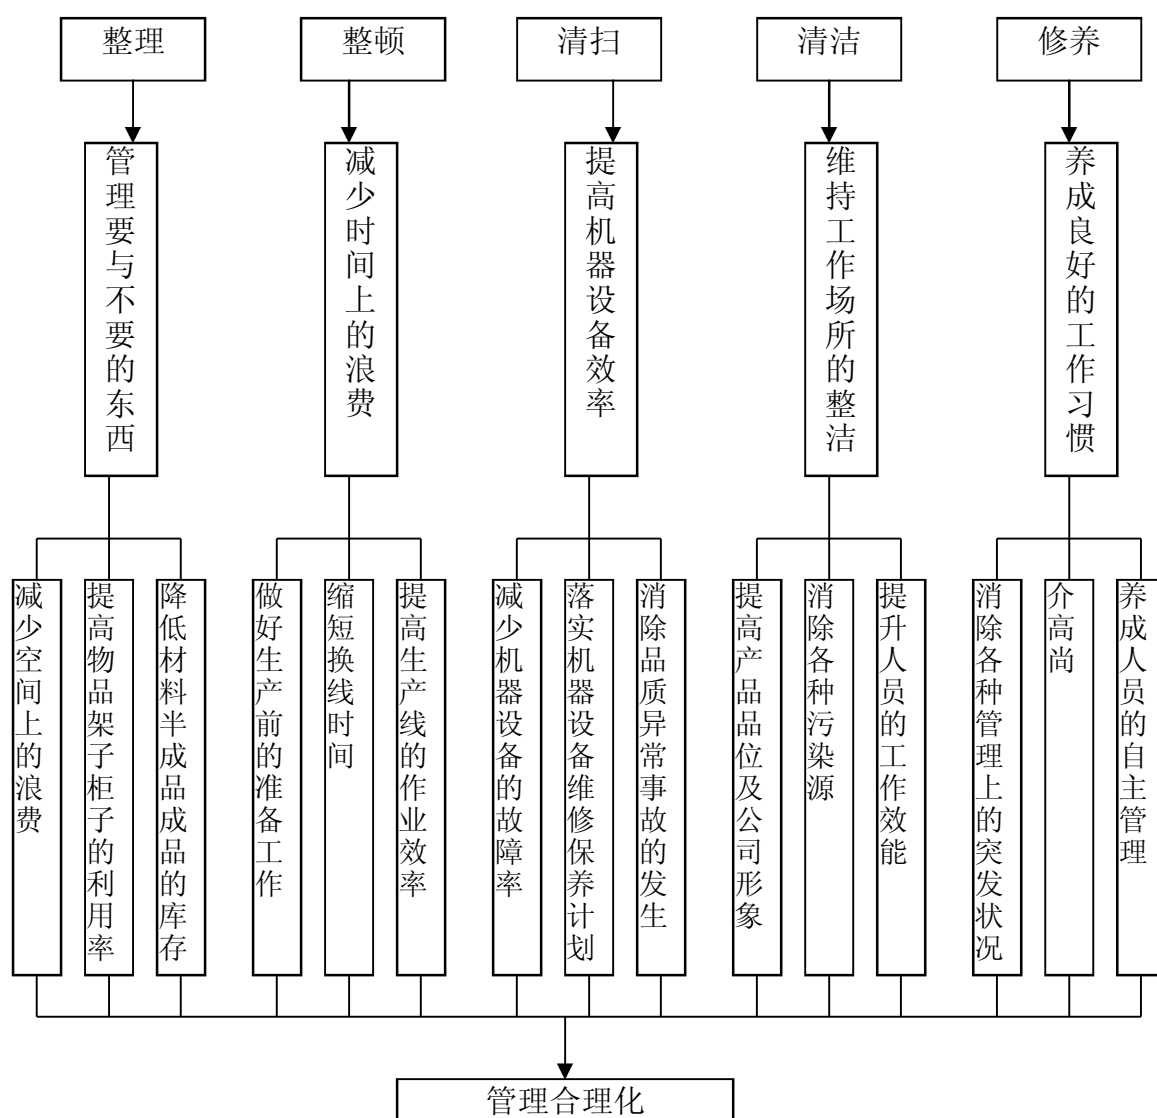 整理
整顿
清扫
清洁
修养
管理要与不要的东西
减少时间上的浪费
提高机器设备效率
维持工作场所的整洁
养成良好的工作习惯
减少空间上的浪费
提高物品架子柜子的利用率
降低材料半成品成品的库存
做好生产前的准备工作
缩短换线时间
提高生产线的作业效率
减少机器设备的故障率
落实机器设备维修保养计划
消除品质异常事故的发生
提高产品品位及公司形象
消除各种污染源
提升人员的工作效能
消除各种管理上的突发状况
介高尚
养成人员的自主管理
管理合理化